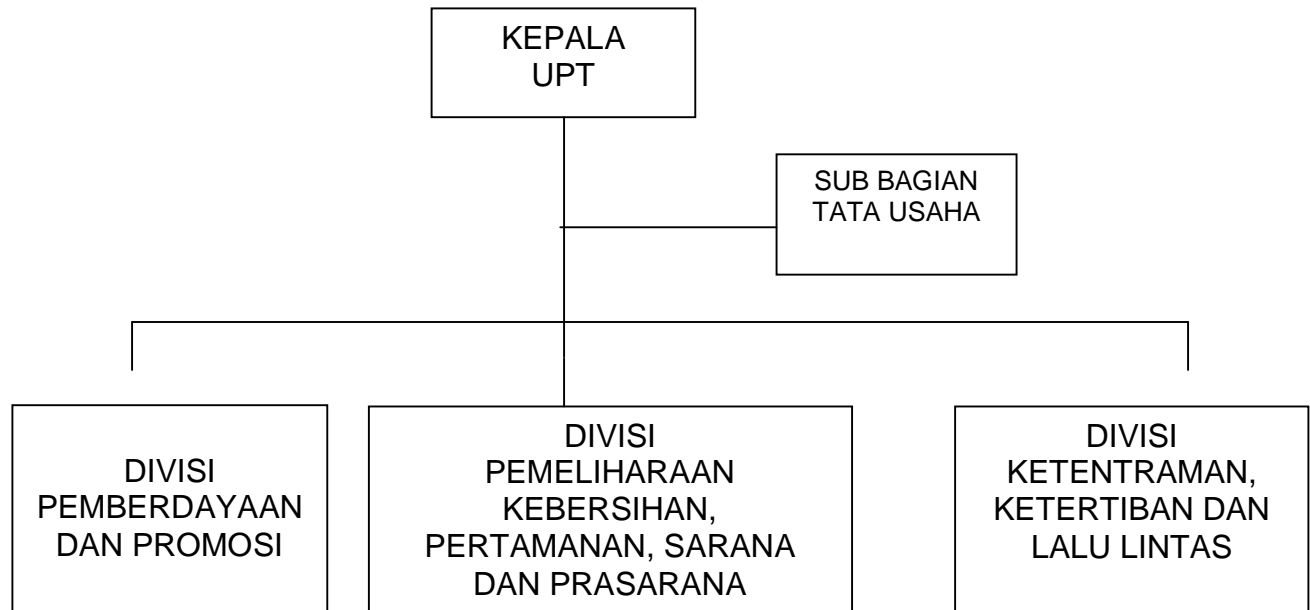 KEPALA
UPT
SUB BAGIAN
TATA USAHA
DIVISI
PEMBERDAYAAN
DAN PROMOSI
DIVISI
PEMELIHARAAN
KEBERSIHAN,
PERTAMANAN, SARANA
DAN PRASARANA
DIVISI
KETENTRAMAN,
KETERTIBAN DAN
LALU LINTAS